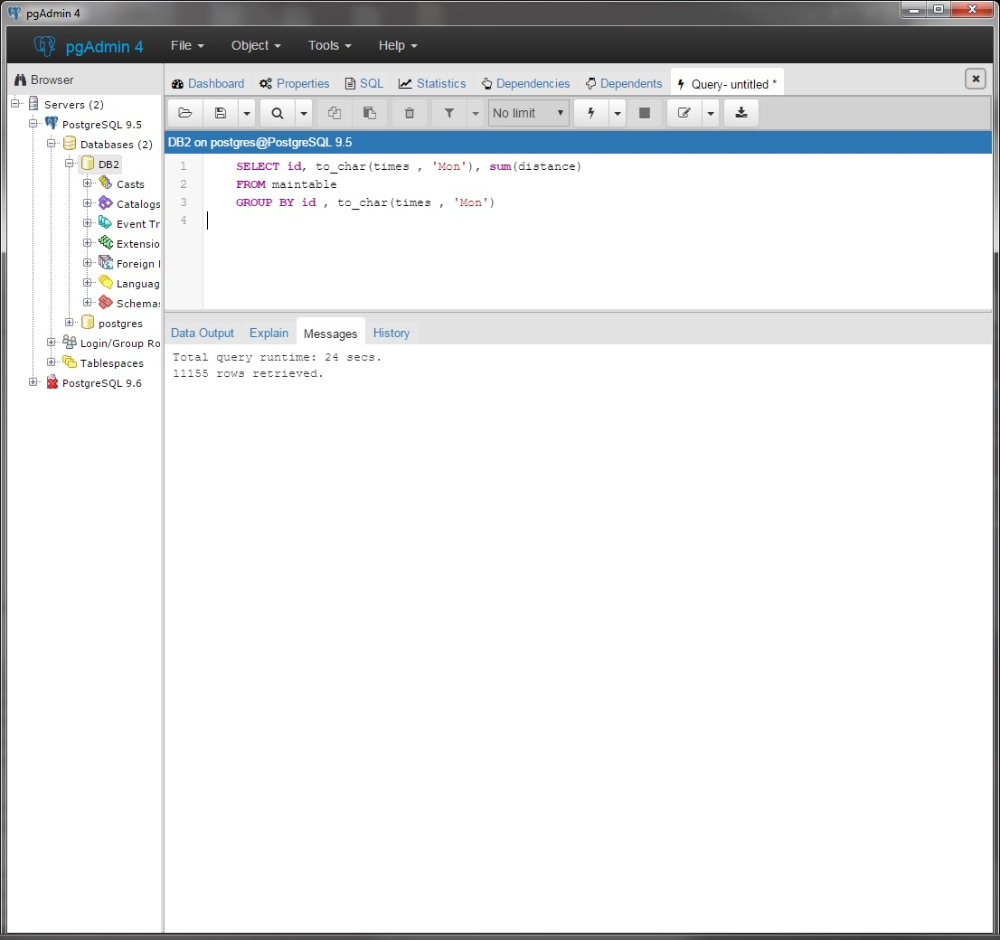 pgAdmin 4
pgAdmin 4 File Object Tools Help
Browser
Servers (2)
PostgreSQL 9.5
Databases (2)
DB2
Casts
Catalogs
Event Tr
Extensio
Foreign
Languag
Schemas
postgres
Login/Group Ro
Tablespaces
PostgreSQL 9.6
Dashboard Properties SQL Statistics Dependencies Dependents Query- untitled *
No limit
DB2 on postgres@PostgreSQL 9.5
1 SELECT id, to_char(times , 'Mon'), sum(distance)
2 FROM maintable
3 GROUP BY id , to_char(times , 'Mon')
4
Data Output Explain Messages History
Total query runtime: 24 secs.
11155 rows retrieved.